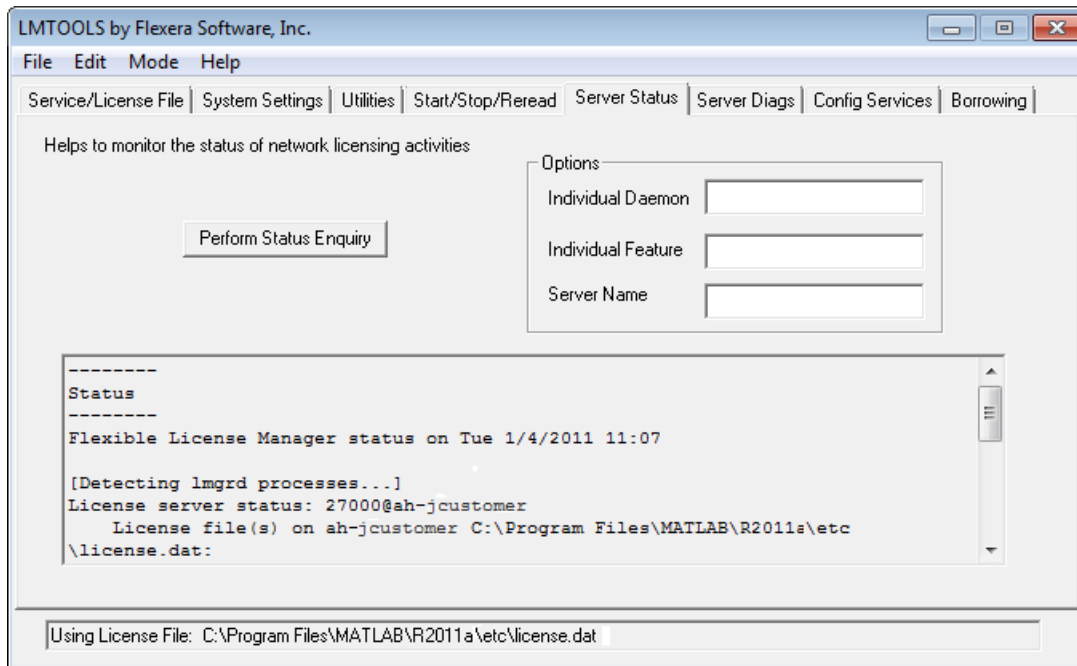 LMTOOLS by Flexera Software, Inc.
File Edit Mode Help
Service/License File System Settings Utilities Start/Stop/Reread Server Status Server Diags Config Services Borrowing
Helps to monitor the status of network licensing activities
Options
Individual Daemon
Perform Status Enquiry
Individual Feature
Server Name
--------
Status
--------
Flexible License Manager status on Tue 1/4/2011 11:07
[Detecting lmgrd processes...]
License server status: 27000@ah-jcustomer
License file(s) on ah-jcustomer C:\Program Files\MATLAB\R2011a\etc
\license.dat:
Using License File: C:\Program Files\MATLAB\R2011a\etc\license.dat